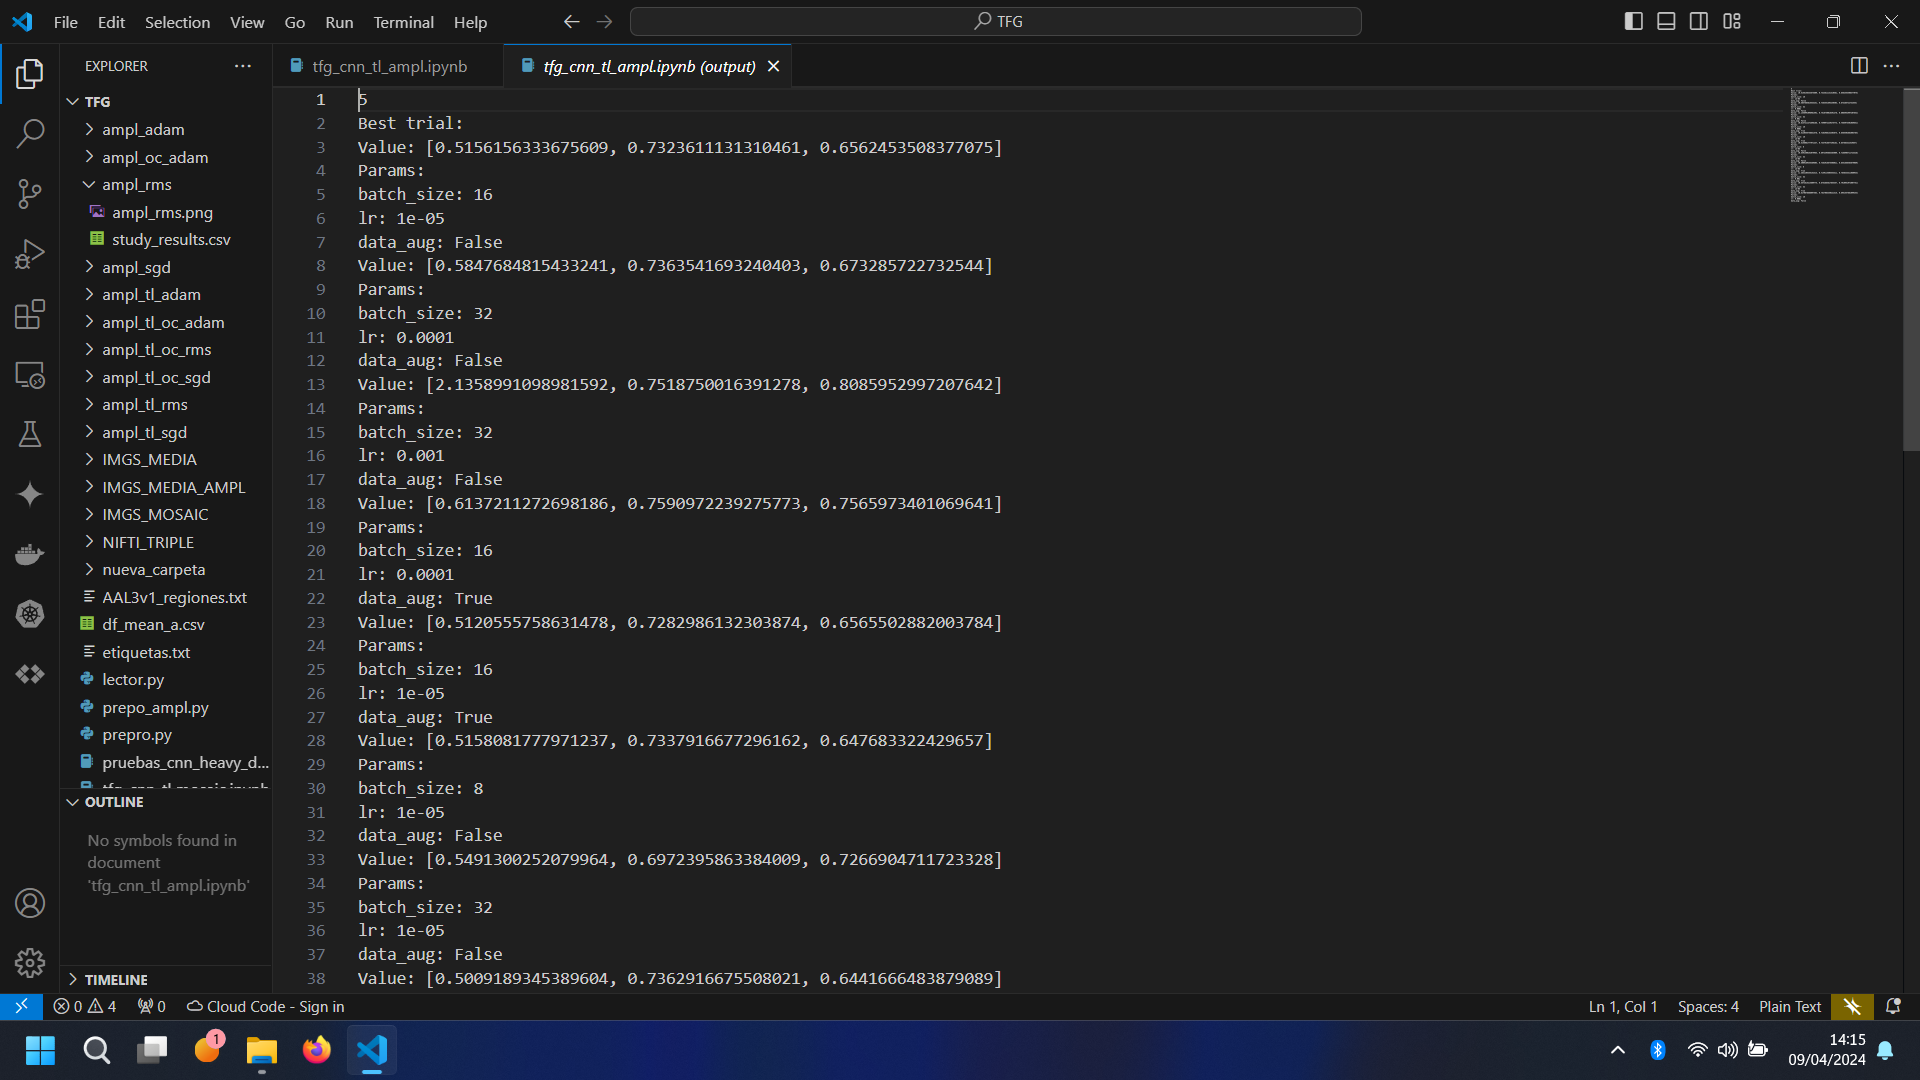 File Edit Selection View Go Run Terminal Help
TFG
EXPLORER
TFG
ampl_adam
ampl_oc_adam
ampl_rms
ampl_rms.png
study_results.csv
ampl_sgd
ampl_tl_adam
ampl_tl_oc_adam
ampl_tl_oc_rms
ampl_tl_oc_sgd
ampl_tl_rms
ampl_tl_sgd
IMGS_MEDIA
IMGS_MEDIA_AMPL
IMGS_MOSAIC
NIFTI_TRIPLE
nueva_carpeta
AAL3v1_regiones.txt
df_mean_a.csv
etiquetas.txt
lector.py
prepo_ampl.py
prepro.py
pruebas_cnn_heavy_d...
OUTLINE
No symbols found in
document
'tfg_cnn_tl_ampl.ipynb'
TIMELINE
tfg_cnn_tl_ampl.ipynb
tfg_cnn_tl_ampl.ipynb (output)
1 5
2 Best trial:
3 Value: [0.5156156333675609, 0.7323611131310461, 0.6562453508377075]
4 Params:
5 batch_size: 16
6 lr: 1e-05
7 data_aug: False
8 Value: [0.5847684815433241, 0.7363541693240403, 0.673285722732544]
9 Params:
10 batch_size: 32
11 lr: 0.0001
12 data_aug: False
13 Value: [2.1358991098981592, 0.7518750016391278, 0.8085952997207642]
14 Params:
15 batch_size: 32
16 lr: 0.001
17 data_aug: False
18 Value: [0.6137211272698186, 0.7590972239275773, 0.7565973401069641]
19 Params:
20 batch_size: 16
21 lr: 0.0001
22 data_aug: True
23 Value: [0.5120555758631478, 0.7282986132303874, 0.6565502882003784]
24 Params:
25 batch_size: 16
26 lr: 1e-05
27 data_aug: True
28 Value: [0.5158081777971237, 0.7337916677296162, 0.647683322429657]
29 Params:
30 batch_size: 8
31 lr: 1e-05
32 data_aug: False
33 Value: [0.5491300252079964, 0.6972395863384009, 0.7266904711723328]
34 Params:
35 batch_size: 32
36 lr: 1e-05
37 data_aug: False
38 Value: [0.5009189345389604, 0.7362916675508021, 0.6441666483879089]
0 4 0 Cloud Code - Sign in
Ln 1, Col 1 Spaces: 4 Plain Text
1
14:15
09/04/2024